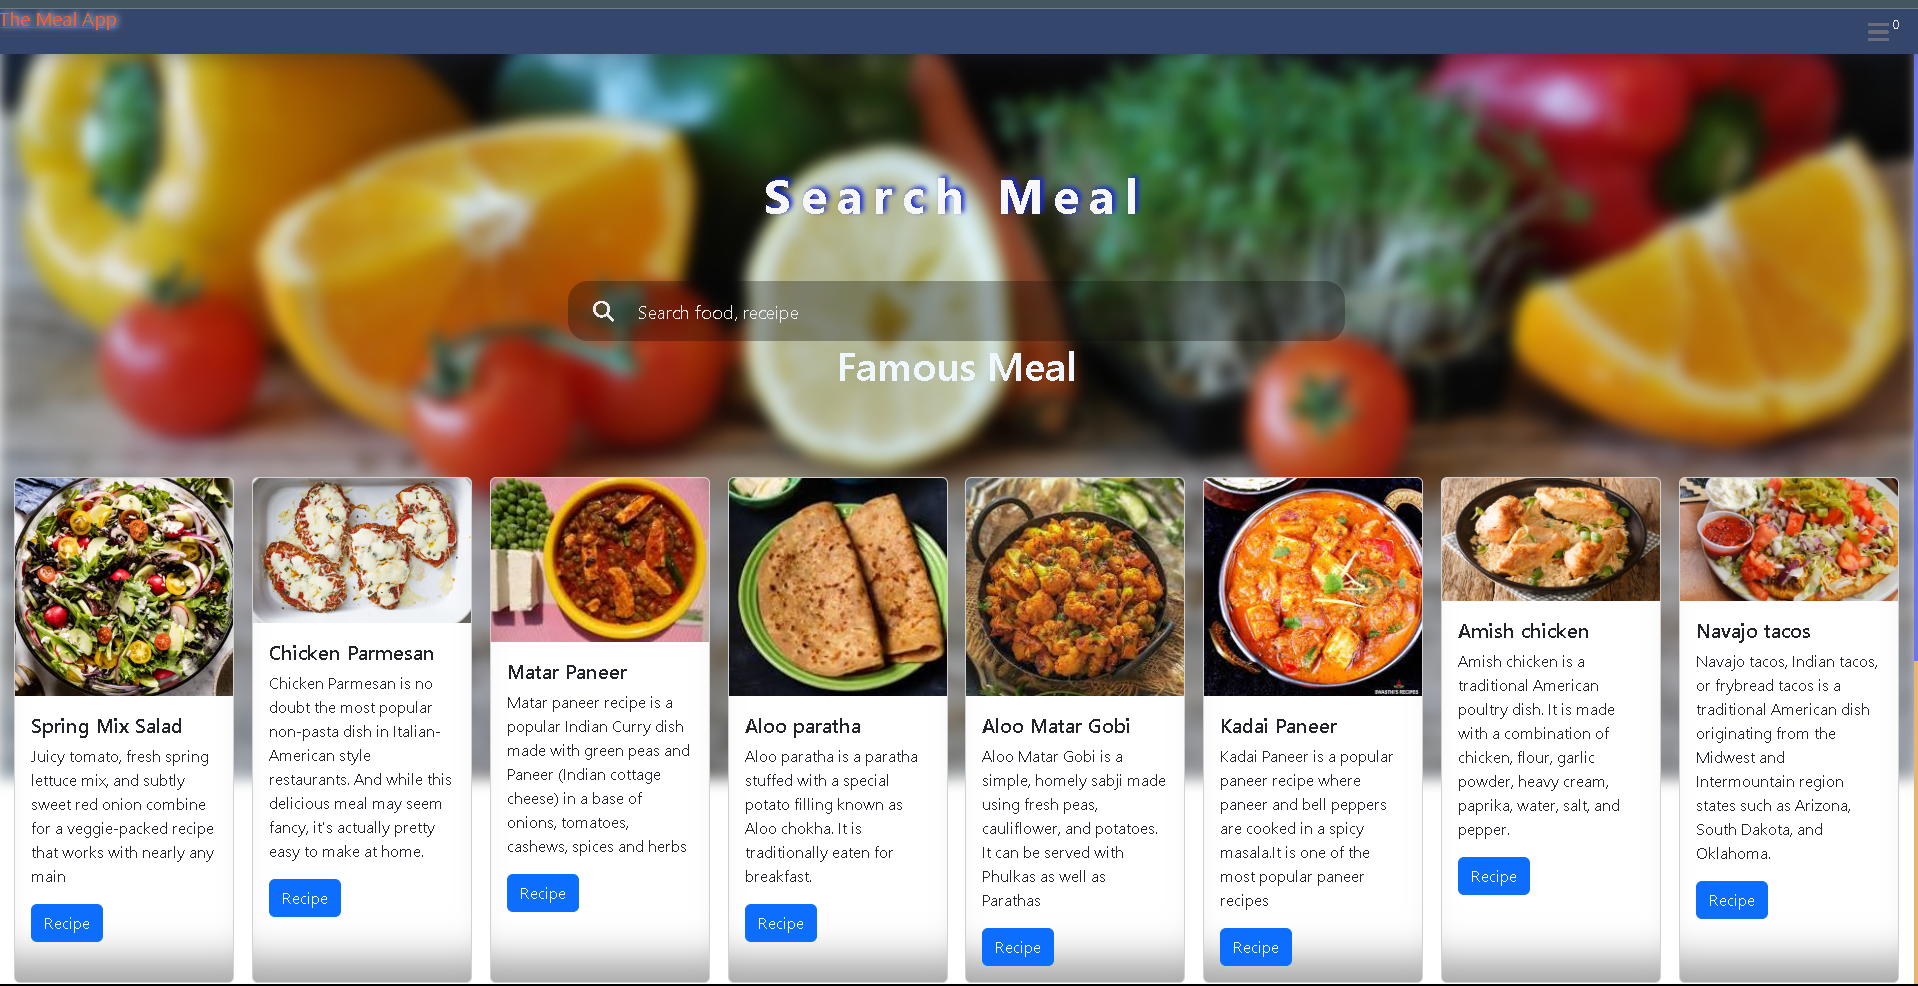 The Meal App
0
Search Meal
Search food, receipe
Famous Meal
Spring Mix Salad
Juicy tomato, fresh spring
lettuce mix, and subtly
sweet red onion combine
for a veggie-packed recipe
that works with nearly any
main
Recipe
Chicken Parmesan
Chicken Parmesan is no
doubt the most popular
non-pasta dish in Italian-
American style
restaurants. And while this
delicious meal may seem
fancy, it's actually pretty
easy to make at home.
Recipe
Matar Paneer
Matar paneer recipe is a
popular Indian Curry dish
made with green peas and
Paneer (Indian cottage
cheese) in a base of
onions, tomatoes,
cashews, spices and herbs
Recipe
Aloo paratha
Aloo paratha is a paratha
stuffed with a special
potato filling known as
Aloo chokha. It is
traditionally eaten for
breakfast.
Recipe
Aloo Matar Gobi
Aloo Matar Gobi is a
simple, homely sabji made
using fresh peas,
cauliflower, and potatoes.
It can be served with
Phulkas as well as
Parathas
Recipe
SWASTHI'S RECIPES
Kadai Paneer
Kadai Paneer is a popular
paneer recipe where
paneer and bell peppers
are cooked in a spicy
masala.It is one of the
most popular paneer
recipes
Recipe
Amish chicken
Amish chicken is a
traditional American
poultry dish. It is made
with a combination of
chicken, flour, garlic
powder, heavy cream,
paprika, water, salt, and
pepper.
Recipe
Navajo tacos
Navajo tacos, Indian tacos,
or frybread tacos is a
traditional American dish
originating from the
Midwest and
Intermountain region
states such as Arizona,
South Dakota, and
Oklahoma.
Recipe